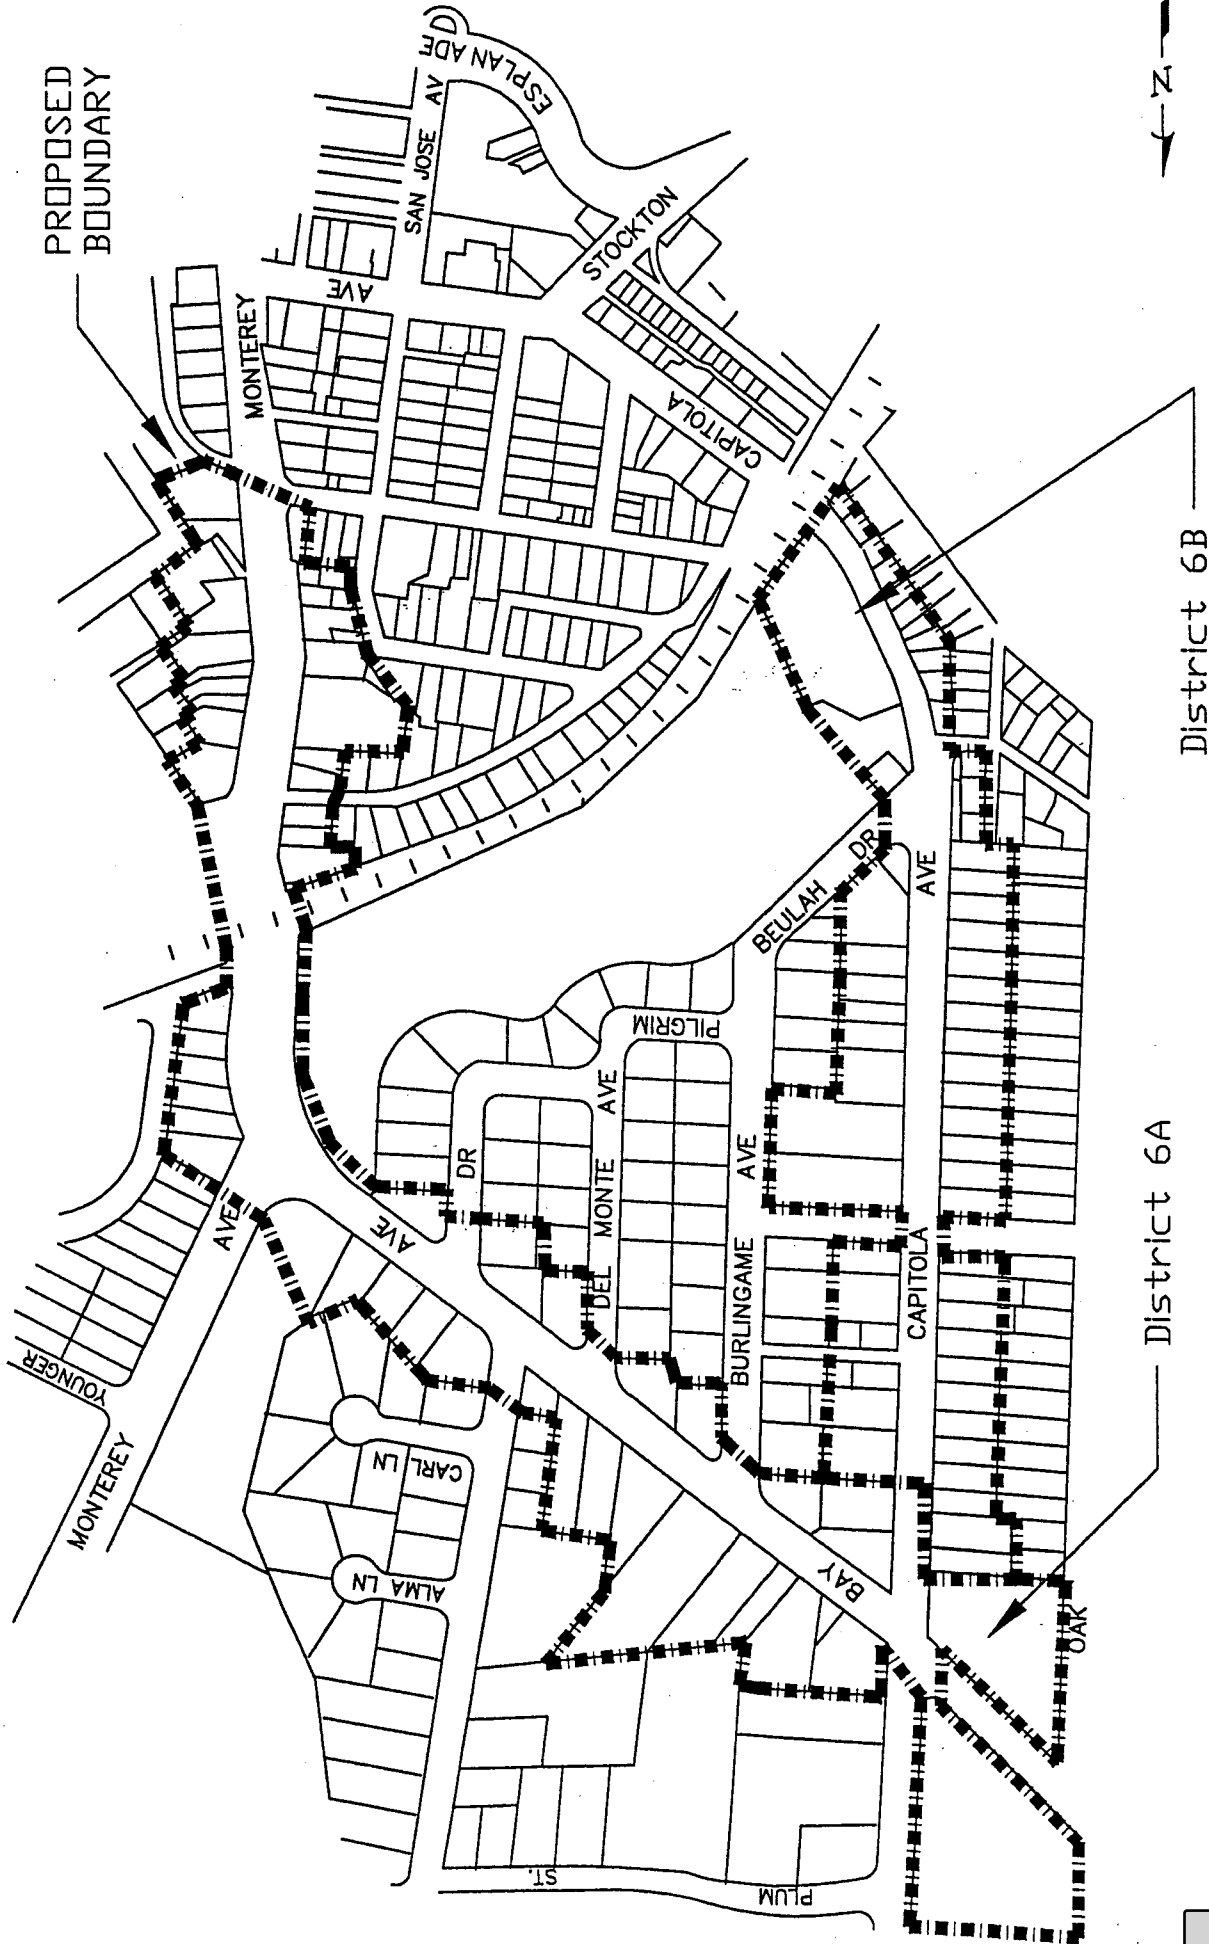 PROPOSED
BOUNDARY
ESPLANADE
SAN JOSE AV
STOCKTON
AVE
MONTEREY
CAPITOLA
N
District 6B
BEULAH DR
AVE
PILGRIM
DR
DEL MONTE AVE
BURLINGAME AVE
CAPITOLA
AVE
AVE
YOUNGER
MONTEREY
CARL LN
ALMA LN
BAY
OAK
District 6A
PLUM ST.